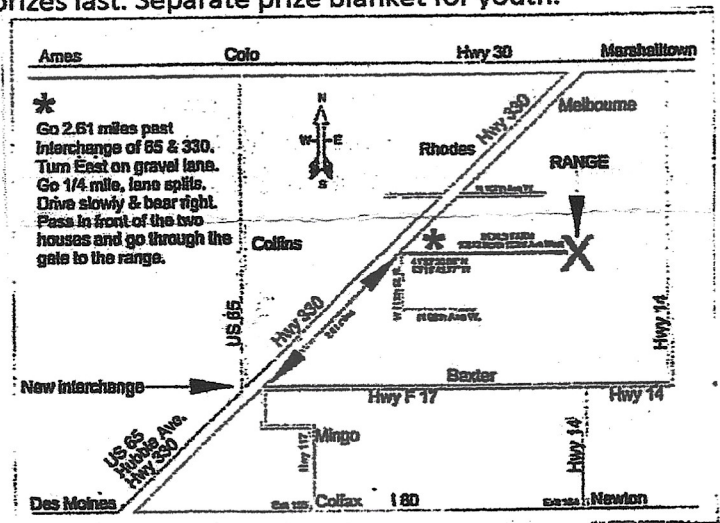 prizes last. Separate prize blanket for youth.
Ames Colo Hwy 30 Marshalltown
*
Go 2.61 miles past
Interchange of 65 & 330.
Turn East on gravel lane.
Go 1/4 mile, lane splits.
Drive slowly & bear right.
Pass in front of the two
houses and go through the
gate to the range.
N
W E
S
Hwy 330
Melbourne
Rhodes
RANGE
Collins
*
X
US 65
Hwy 330
Hwy 14
New Interchange
Baxter
Hwy F 17
Hwy 14
US 65
Hubble Ave.
Hwy 330
Mingo
Hwy 117
Hwy 14
Des Moines
Colfax
I 80
Newton